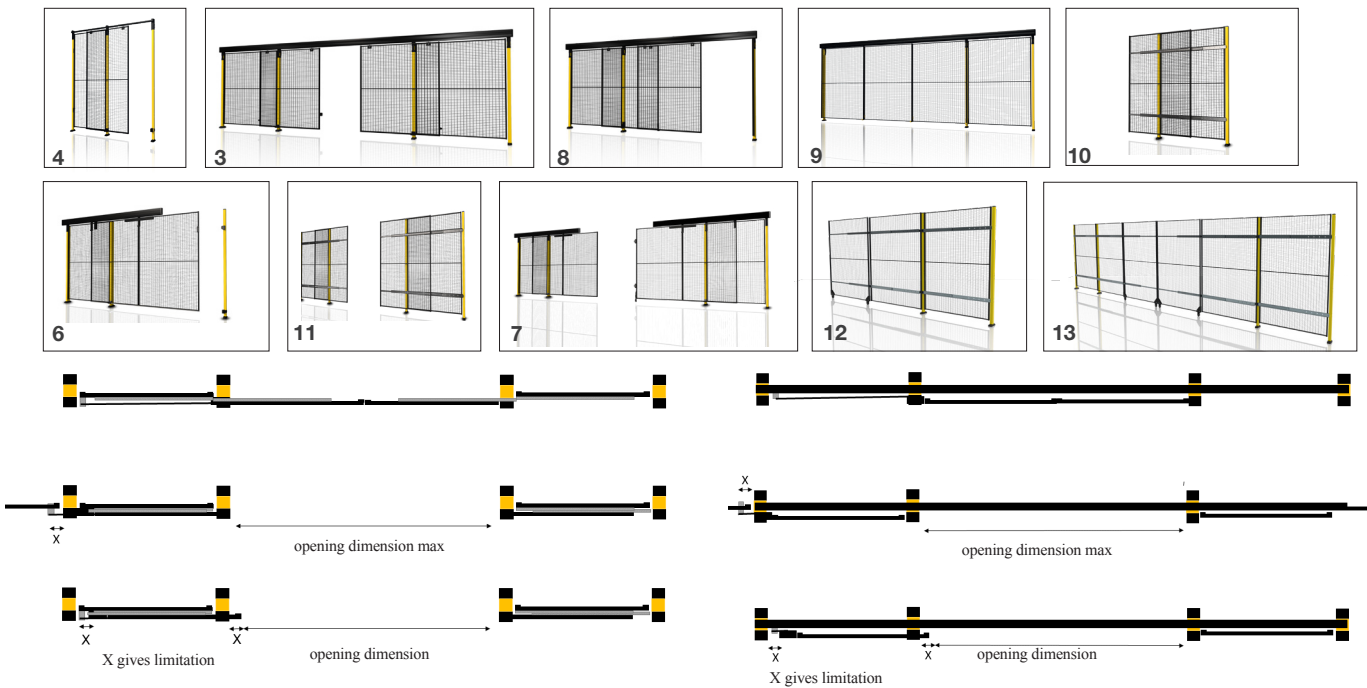 4
3
8
9
10
6
11
7
12
13
X
opening dimension max
X
opening dimension max
X
X
X gives limitation
opening dimension
X
X
X gives limitation
opening dimension